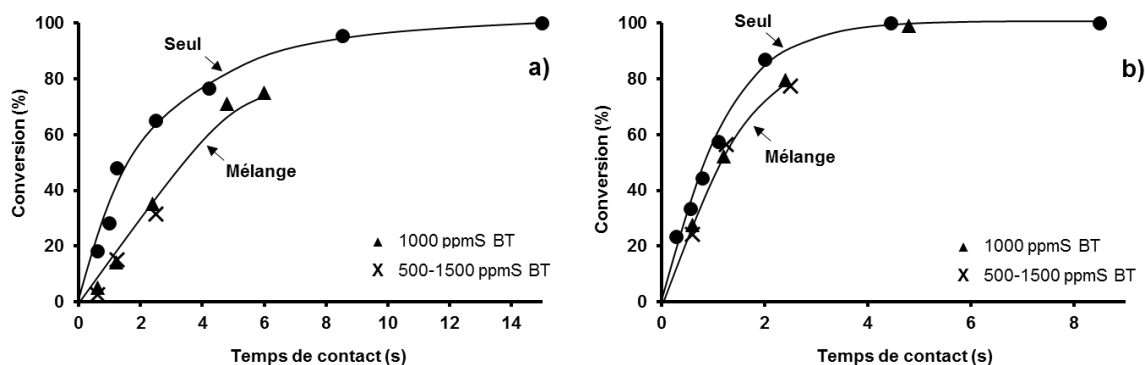 100
80
60
40
20
0
Conversion (%)
Seul
Mélange
a)
▲ 1000 ppmS BT
× 500-1500 ppmS BT
0 2 4 6 8 10 12 14
Temps de contact (s)
100
80
60
40
20
0
Conversion (%)
Seul
Mélange
b)
▲ 1000 ppmS BT
× 500-1500 ppmS BT
0 2 4 6 8
Temps de contact (s)